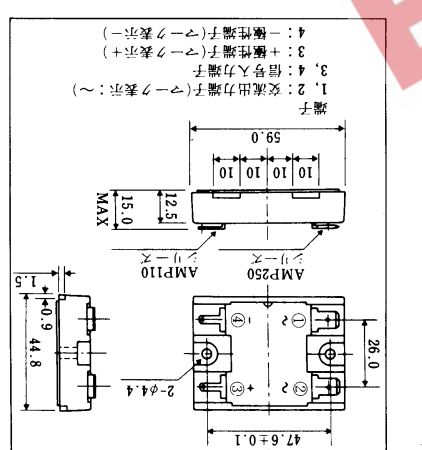 47.6±0.1
2-φ4.4
② ~ + ③
26.0
① ~ - ④
44.8
0.9
1.5
AMP250 AMP110
シリーズ シリーズ
12.5
15.0
MAX
10 10 10 10
59.0
端子
1, 2：交流出力端子(マーク表示：～)
3, 4：信号入力端子
3：＋極性端子(マーク表示＋)
4：－極性端子(マーク表示－)